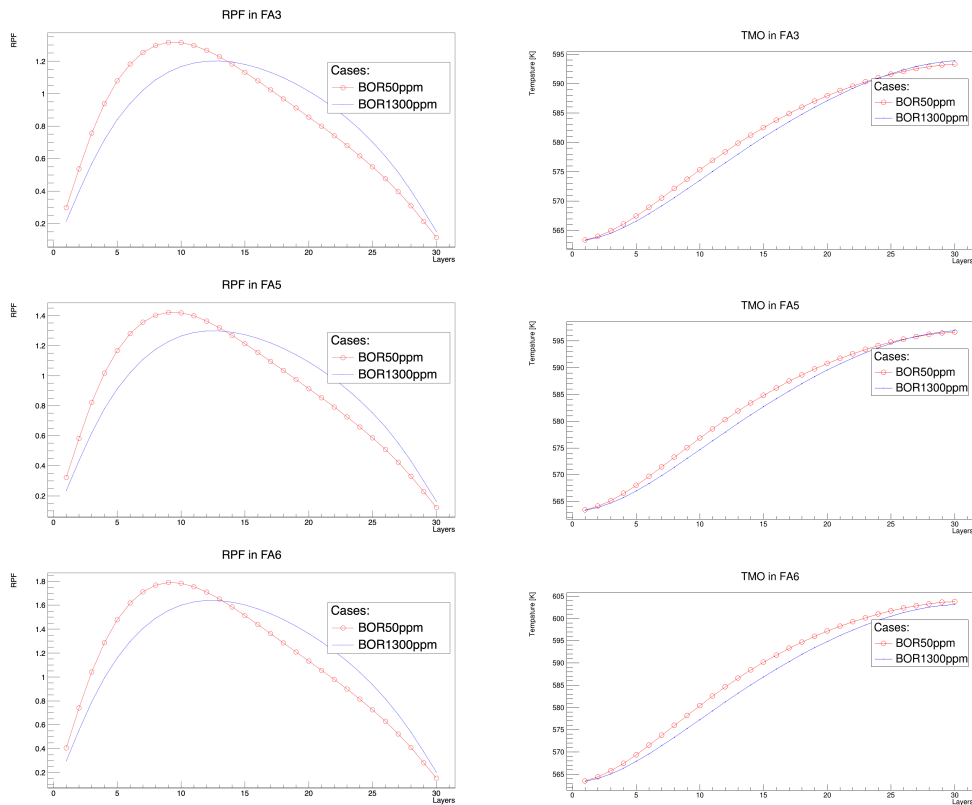 RPF in FA3
RPF
1.2
1
0.8
0.6
0.4
0.2
0 5 10 15 20 25 30
Layers
Cases:
BOR50ppm
BOR1300ppm
TMO in FA3
Tempature [K]
595
590
585
580
575
570
565
0 5 10 15 20 25 30
Layers
Cases:
BOR50ppm
BOR1300ppm
RPF in FA5
RPF
1.4
1.2
1
0.8
0.6
0.4
0.2
0 5 10 15 20 25 30
Layers
Cases:
BOR50ppm
BOR1300ppm
TMO in FA5
Tempature [K]
595
590
585
580
575
570
565
0 5 10 15 20 25 30
Layers
Cases:
BOR50ppm
BOR1300ppm
RPF in FA6
RPF
1.8
1.6
1.4
1.2
1
0.8
0.6
0.4
0.2
0 5 10 15 20 25 30
Layers
Cases:
BOR50ppm
BOR1300ppm
TMO in FA6
Tempature [K]
605
600
595
590
585
580
575
570
565
0 5 10 15 20 25 30
Layers
Cases:
BOR50ppm
BOR1300ppm